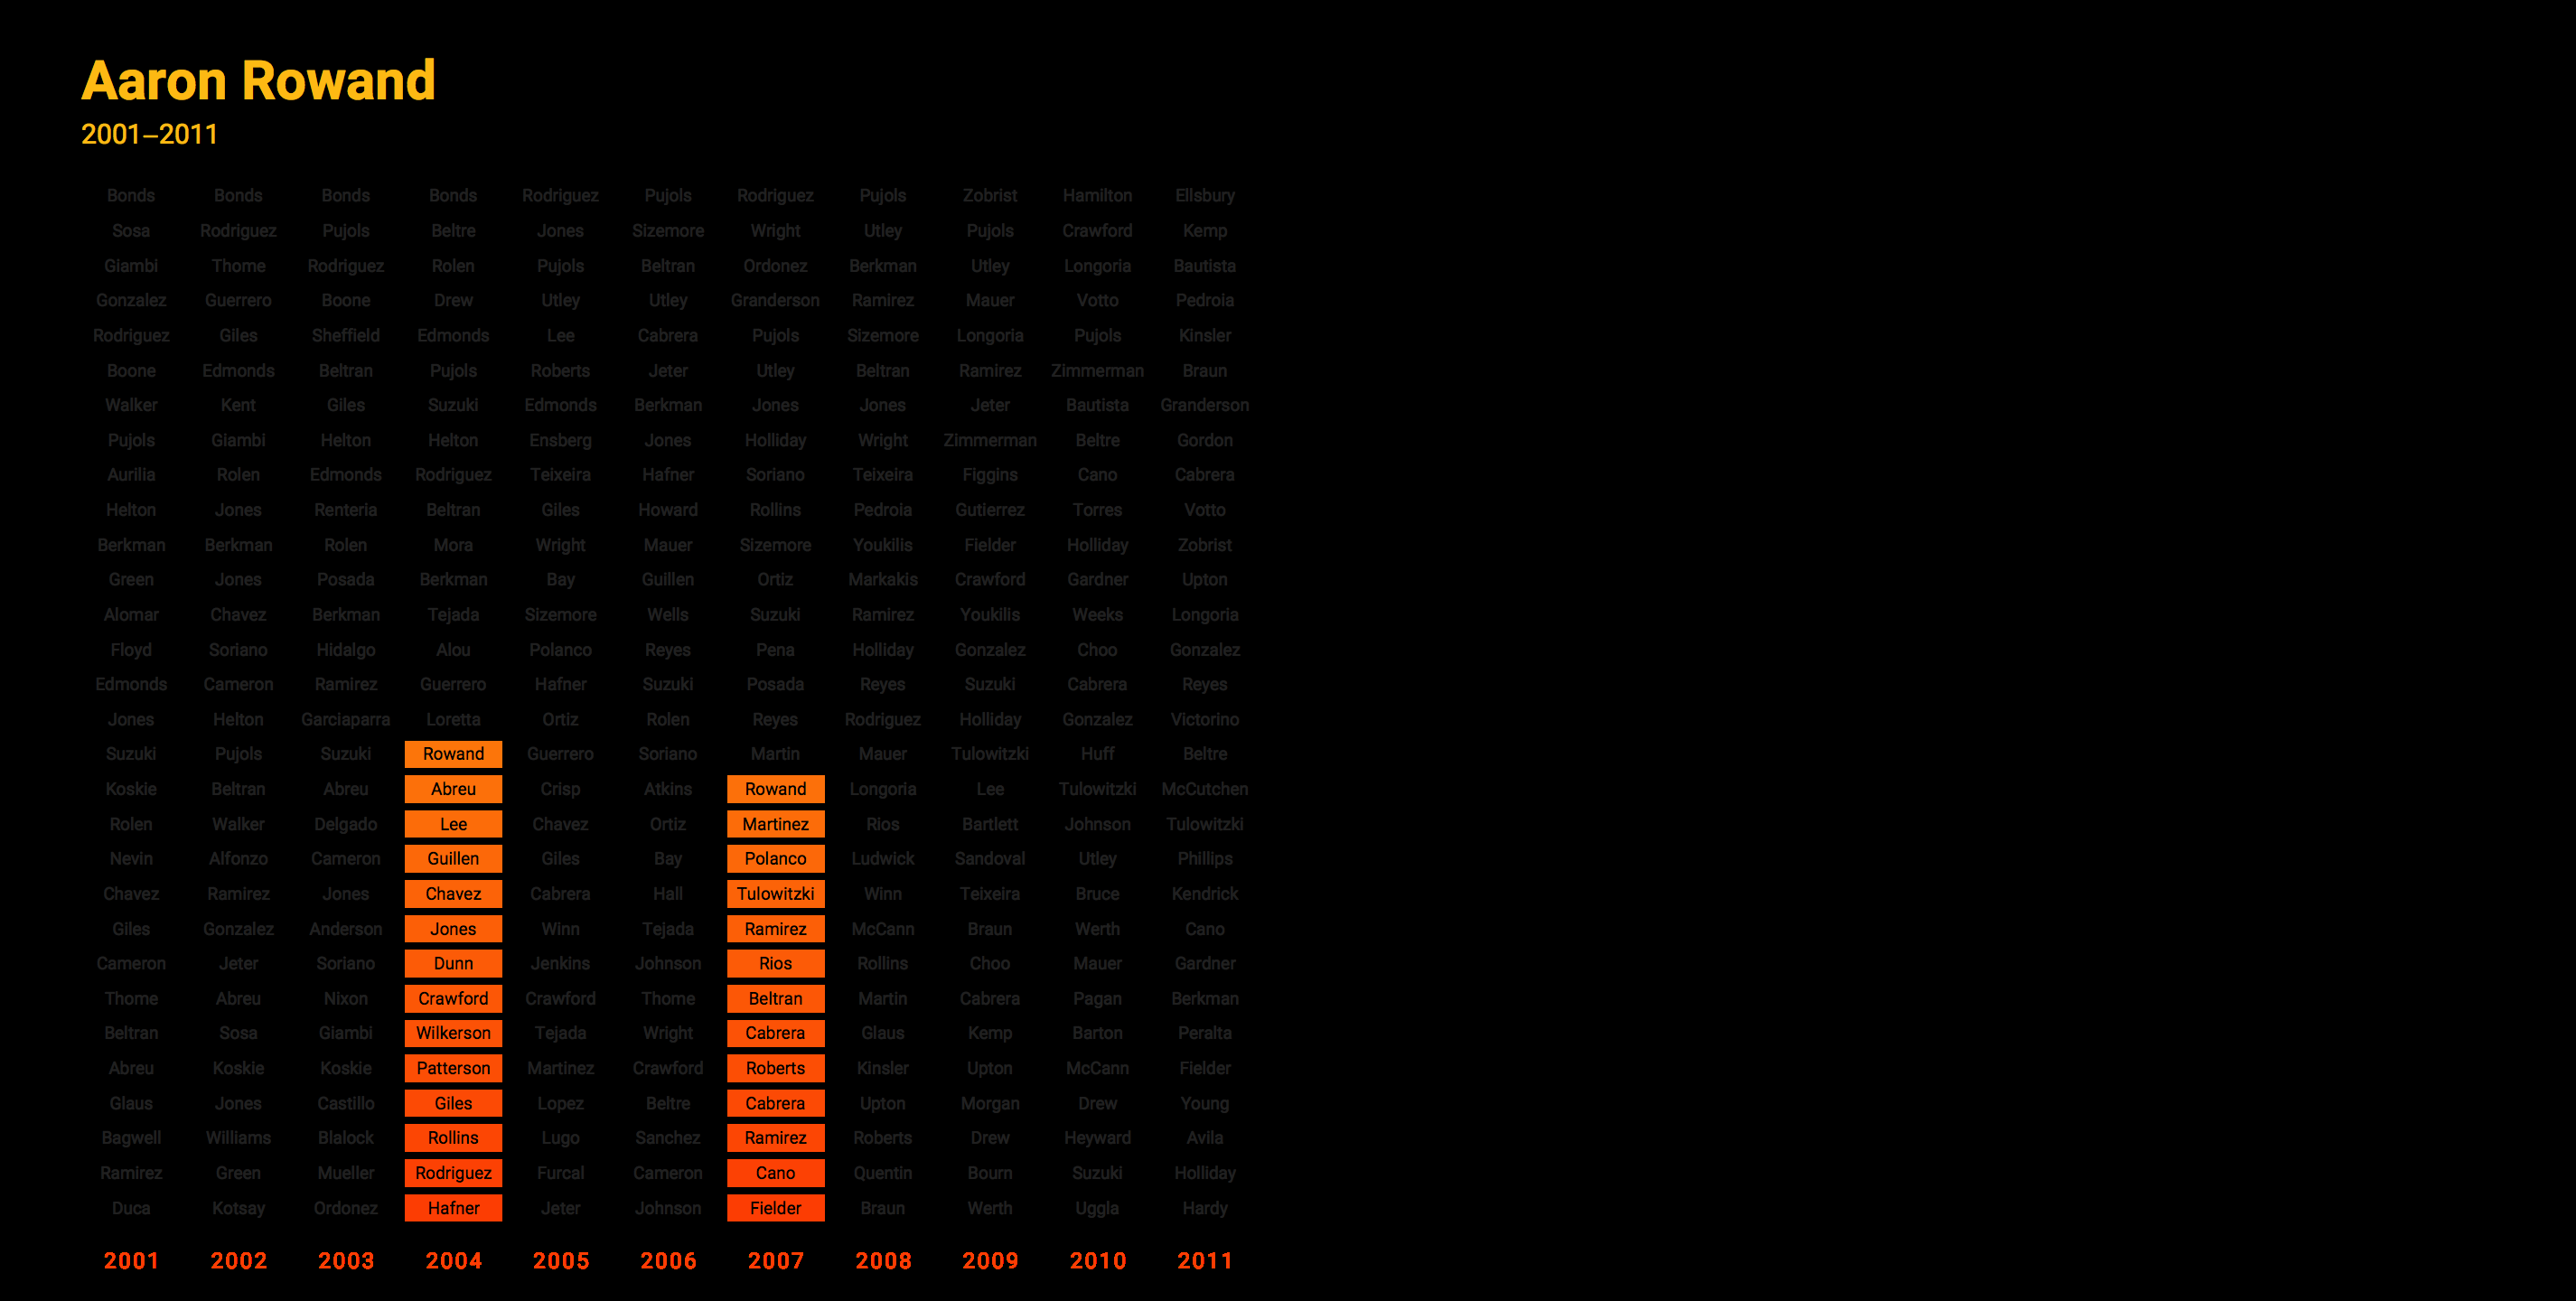 Aaron Rowand
2001–2011
Bonds Bonds Bonds Bonds Rodriguez Pujols Rodriguez Pujols Zobrist Hamilton Ellsbury
Sosa Rodriguez Pujols Beltre Jones Sizemore Wright Utley Pujols Crawford Kemp
Giambi Thome Rodriguez Rolen Pujols Beltran Ordonez Berkman Utley Longoria Bautista
Gonzalez Guerrero Boone Drew Utley Utley Granderson Ramirez Mauer Votto Pedroia
Rodriguez Giles Sheffield Edmonds Lee Cabrera Pujols Sizemore Longoria Pujols Kinsler
Boone Edmonds Beltran Pujols Roberts Jeter Utley Beltran Ramirez Zimmerman Braun
Walker Kent Giles Suzuki Edmonds Berkman Jones Jones Jeter Bautista Granderson
Pujols Giambi Helton Helton Ensberg Jones Holliday Wright Zimmerman Beltre Gordon
Aurilia Rolen Edmonds Rodriguez Teixeira Hafner Soriano Teixeira Figgins Cano Cabrera
Helton Jones Renteria Beltran Giles Howard Rollins Pedroia Gutierrez Torres Votto
Berkman Berkman Rolen Mora Wright Mauer Sizemore Youkilis Fielder Holliday Zobrist
Green Jones Posada Berkman Bay Guillen Ortiz Markakis Crawford Gardner Upton
Alomar Chavez Berkman Tejada Sizemore Wells Suzuki Ramirez Youkilis Weeks Longoria
Floyd Soriano Hidalgo Alou Polanco Reyes Pena Holliday Gonzalez Choo Gonzalez
Edmonds Cameron Ramirez Guerrero Hafner Suzuki Posada Reyes Suzuki Cabrera Reyes
Jones Helton Garciaparra Loretta Ortiz Rolen Reyes Rodriguez Holliday Gonzalez Victorino
Suzuki Pujols Suzuki Rowand Guerrero Soriano Martin Mauer Tulowitzki Huff Beltre
Koskie Beltran Abreu Abreu Crisp Atkins Rowand Longoria Lee Tulowitzki McCutchen
Rolen Walker Delgado Lee Chavez Ortiz Martinez Rios Bartlett Johnson Tulowitzki
Nevin Alfonzo Cameron Guillen Giles Bay Polanco Ludwick Sandoval Utley Phillips
Chavez Ramirez Jones Chavez Cabrera Hall Tulowitzki Winn Teixeira Bruce Kendrick
Giles Gonzalez Anderson Jones Winn Tejada Ramirez McCann Braun Werth Cano
Cameron Jeter Soriano Dunn Jenkins Johnson Rios Rollins Choo Mauer Gardner
Thome Abreu Nixon Crawford Crawford Thome Beltran Martin Cabrera Pagan Berkman
Beltran Sosa Giambi Wilkerson Tejada Wright Cabrera Glaus Kemp Barton Peralta
Abreu Koskie Koskie Patterson Martinez Crawford Roberts Kinsler Upton McCann Fielder
Glaus Jones Castillo Giles Lopez Beltre Cabrera Upton Morgan Drew Young
Bagwell Williams Blalock Rollins Lugo Sanchez Ramirez Roberts Drew Heyward Avila
Ramirez Green Mueller Rodriguez Furcal Cameron Cano Quentin Bourn Suzuki Holliday
Duca Kotsay Ordonez Hafner Jeter Johnson Fielder Braun Werth Uggla Hardy
2001 2002 2003 2004 2005 2006 2007 2008 2009 2010 2011